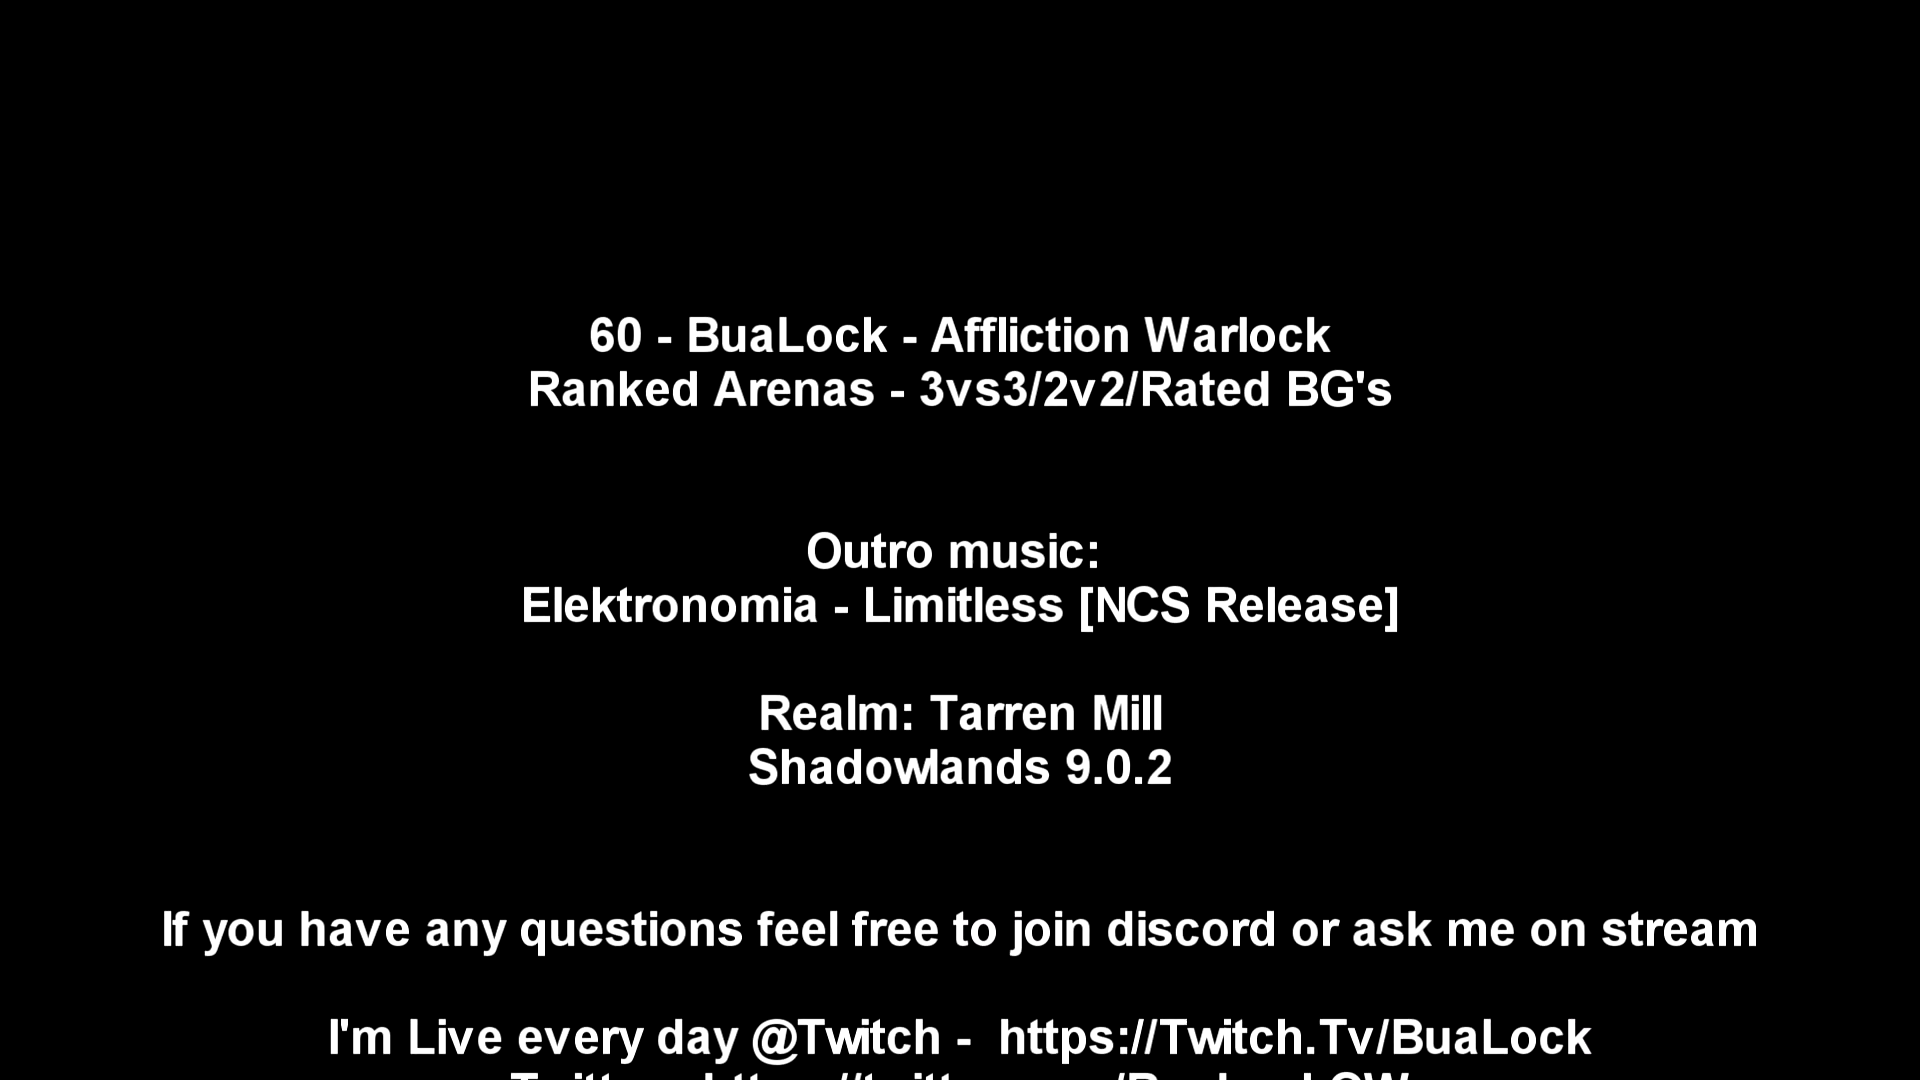 60 - BuaLock - Affliction Warlock
Ranked Arenas - 3vs3/2v2/Rated BG's
Outro music:
Elektronomia - Limitless [NCS Release]
Realm: Tarren Mill
Shadowlands 9.0.2
If you have any questions feel free to join discord or ask me on stream
I'm Live every day @Twitch - https://Twitch.Tv/BuaLock